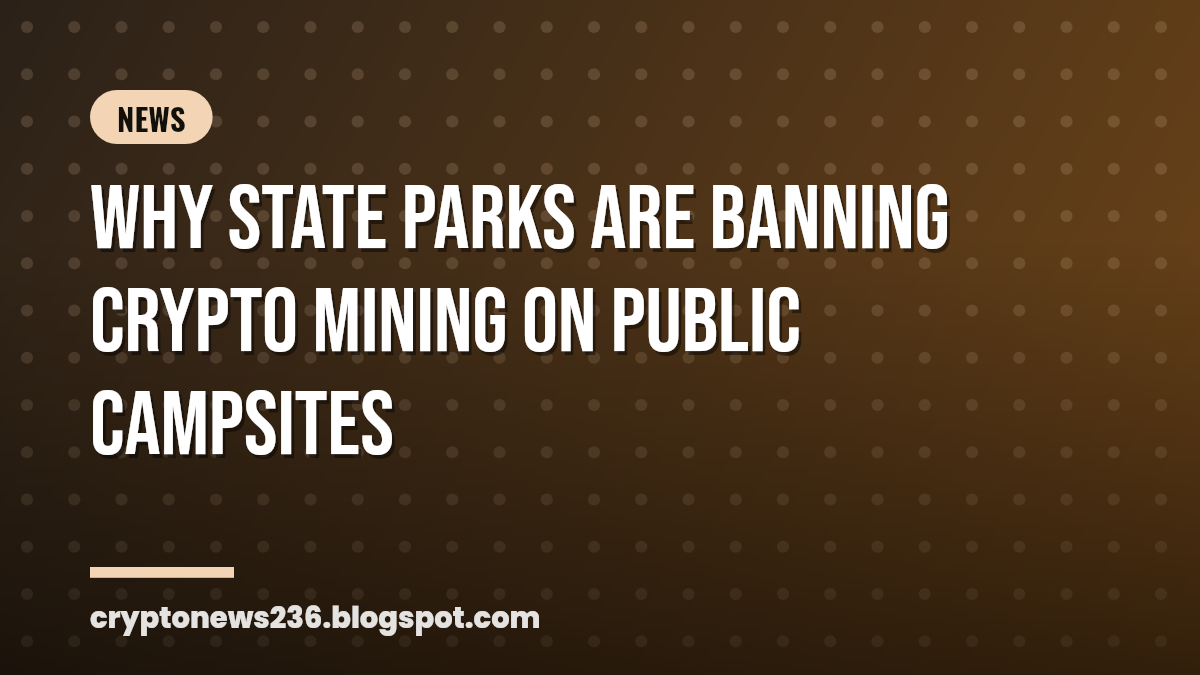 NEWS
WHY STATE PARKS ARE BANNING
CRYPTO MINING ON PUBLIC
CAMPSITES
cryptonews236.blogspot.com